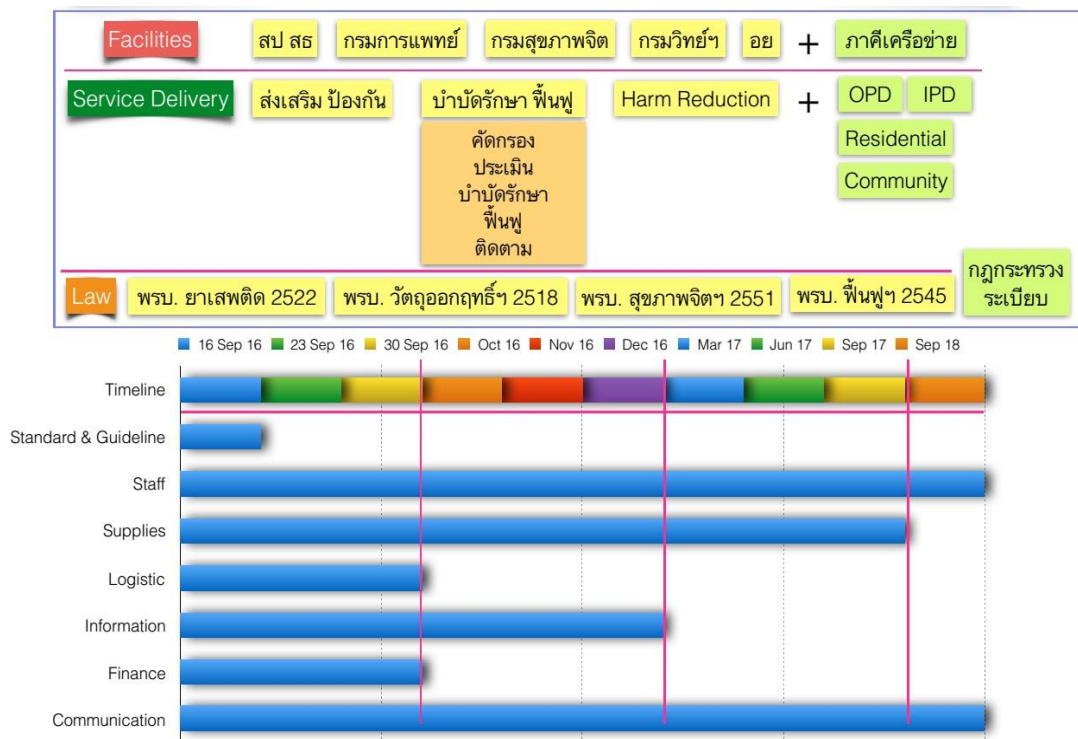 Facilities สป สธ กรมการแพทย์ กรมสุขภาพจิต กรมวิทย์ฯ อย + ภาคีเครือข่าย
Service Delivery ส่งเสริม ป้องกัน บำบัดรักษา ฟื้นฟู Harm Reduction + OPD IPD
Residential
Community
คัดกรอง
ประเมิน
บำบัดรักษา
ฟื้นฟู
ติดตาม
Law พรบ. ยาเสพติด 2522 พรบ. วัตถุออกฤทธิ์ฯ 2518 พรบ. สุขภาพจิตฯ 2551 พรบ. ฟื้นฟูฯ 2545 กฎกระทรวง
ระเบียบ
16 Sep 16 23 Sep 16 30 Sep 16 Oct 16 Nov 16 Dec 16 Mar 17 Jun 17 Sep 17 Sep 18
Timeline
Standard & Guideline
Staff
Supplies
Logistic
Information
Finance
Communication